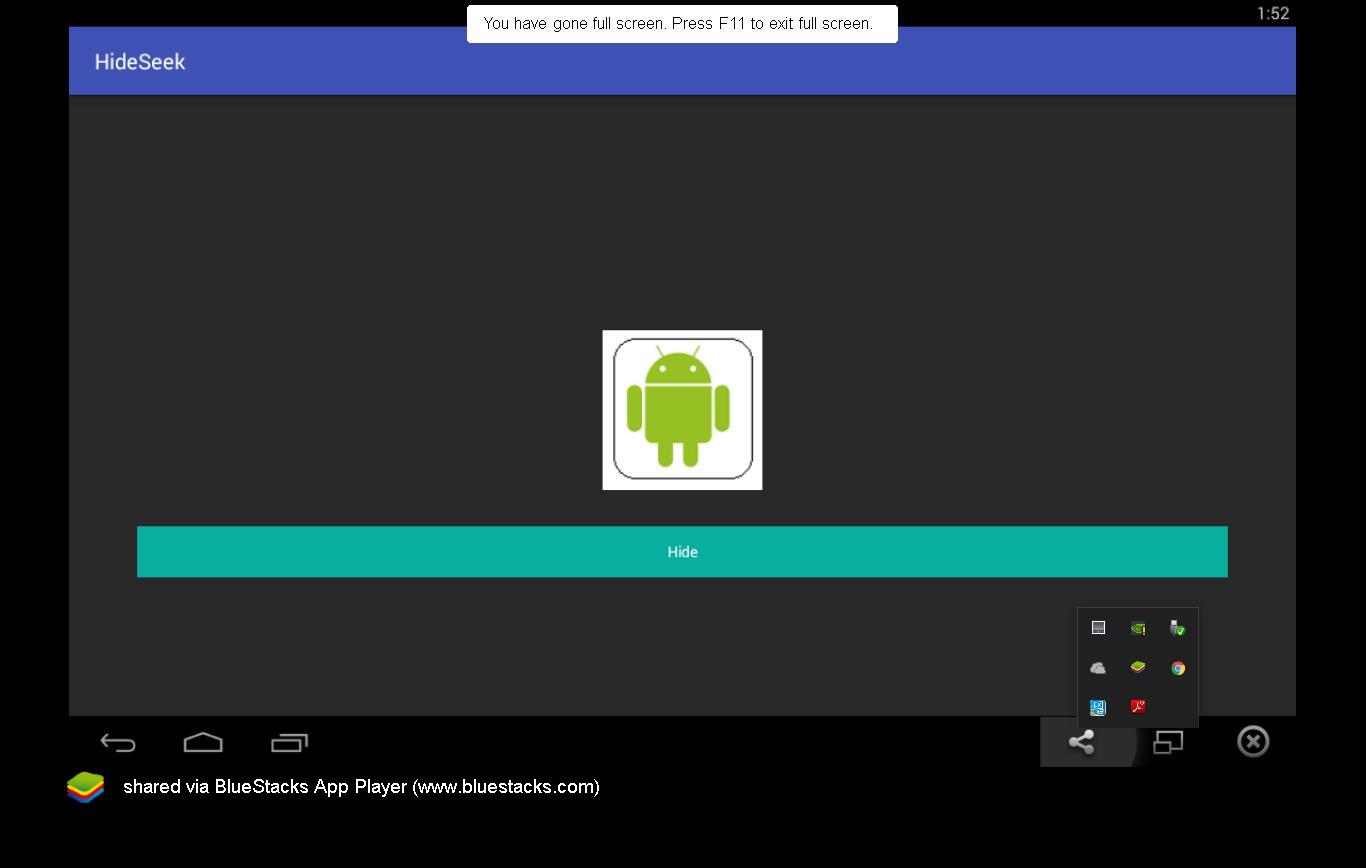 You have gone full screen. Press F11 to exit full screen.
1:52
HideSeek
Hide
shared via BlueStacks App Player (www.bluestacks.com)